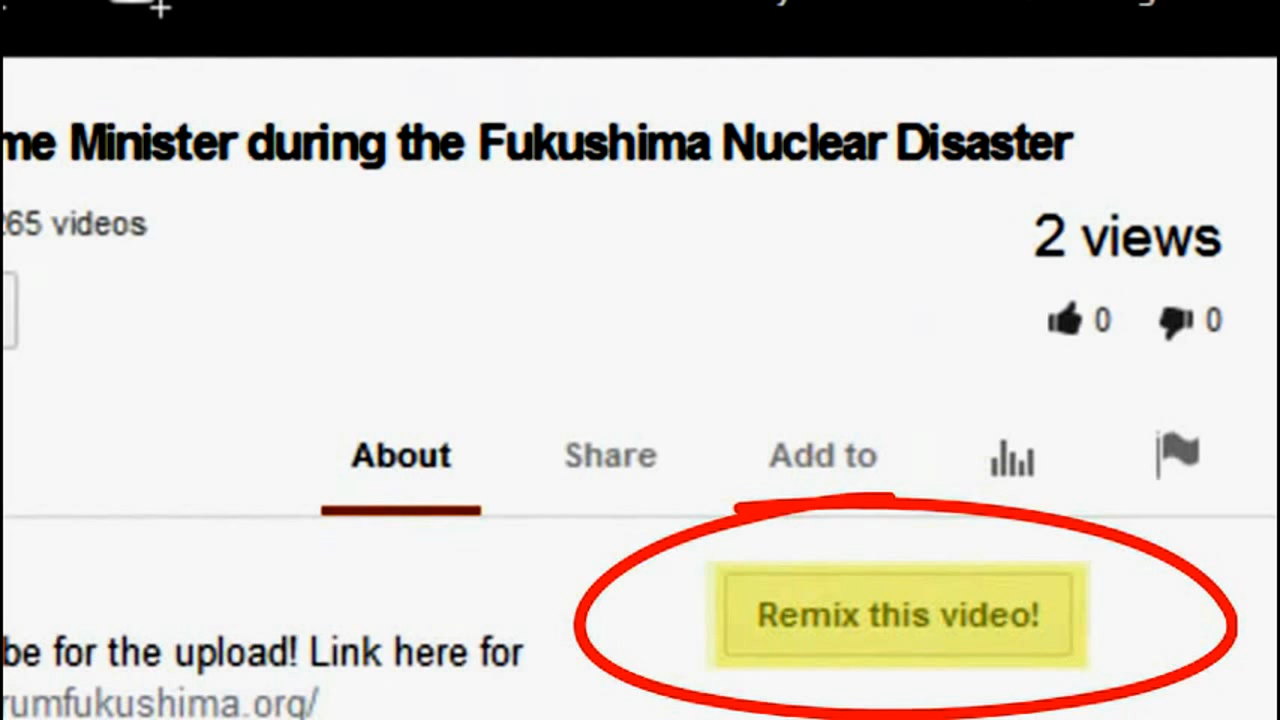 me Minister during the Fukushima Nuclear Disaster
265 videos
2 views
0 0
About Share Add to
Remix this video!
be for the upload! Link here for
rumfukushima.org/